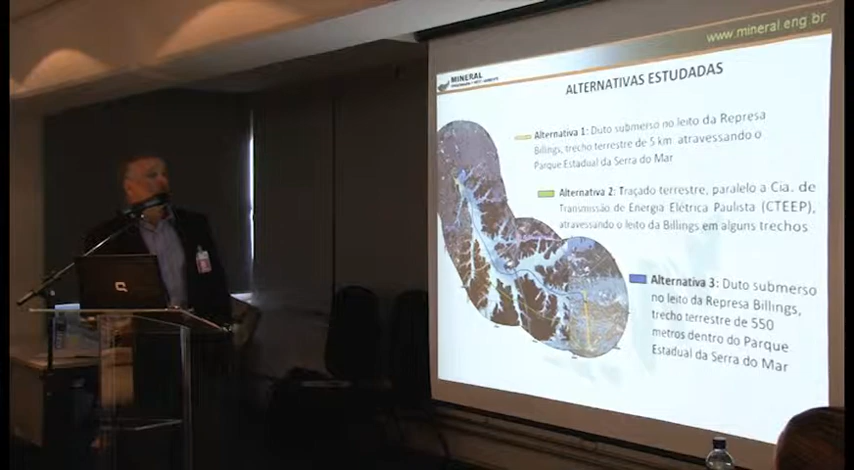 www.mineral.eng.br
MINERAL
ALTERNATIVAS ESTUDADAS
Alternativa 1: Duto submerso no leito da Represa
Billings, trecho terrestre de 5 km atravessando o
Parque Estadual da Serra do Mar
Alternativa 2: Traçado terrestre, paralelo a Cia. de
Transmissão de Energia Elétrica Paulista (CTEEP),
atravessando o leito da Billings em alguns trechos
Alternativa 3: Duto submerso
no leito da Represa Billings,
trecho terrestre de 550
metros dentro do Parque
Estadual da Serra do Mar.